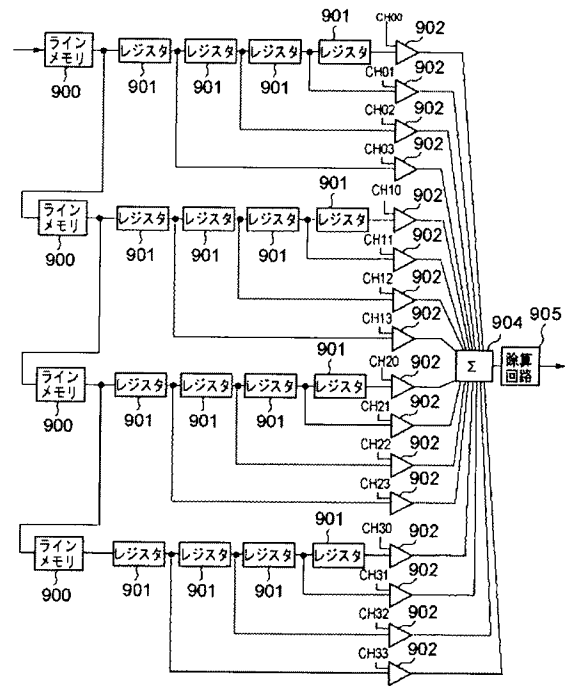 901
CH00
902
ライン
メモリ
レジスタ
レジスタ
レジスタ
レジスタ
900
901
901
901
CH01
902
CH02
902
CH03
902
901
CH10
902
ライン
メモリ
レジスタ
レジスタ
レジスタ
レジスタ
900
901
901
901
CH11
902
CH12
902
CH13
902
904
905
Σ
除算
回路
901
CH20
902
ライン
メモリ
レジスタ
レジスタ
レジスタ
レジスタ
900
901
901
901
CH21
902
CH22
902
CH23
902
901
CH30
902
ライン
メモリ
レジスタ
レジスタ
レジスタ
レジスタ
900
901
901
901
CH31
902
CH32
902
CH33
902